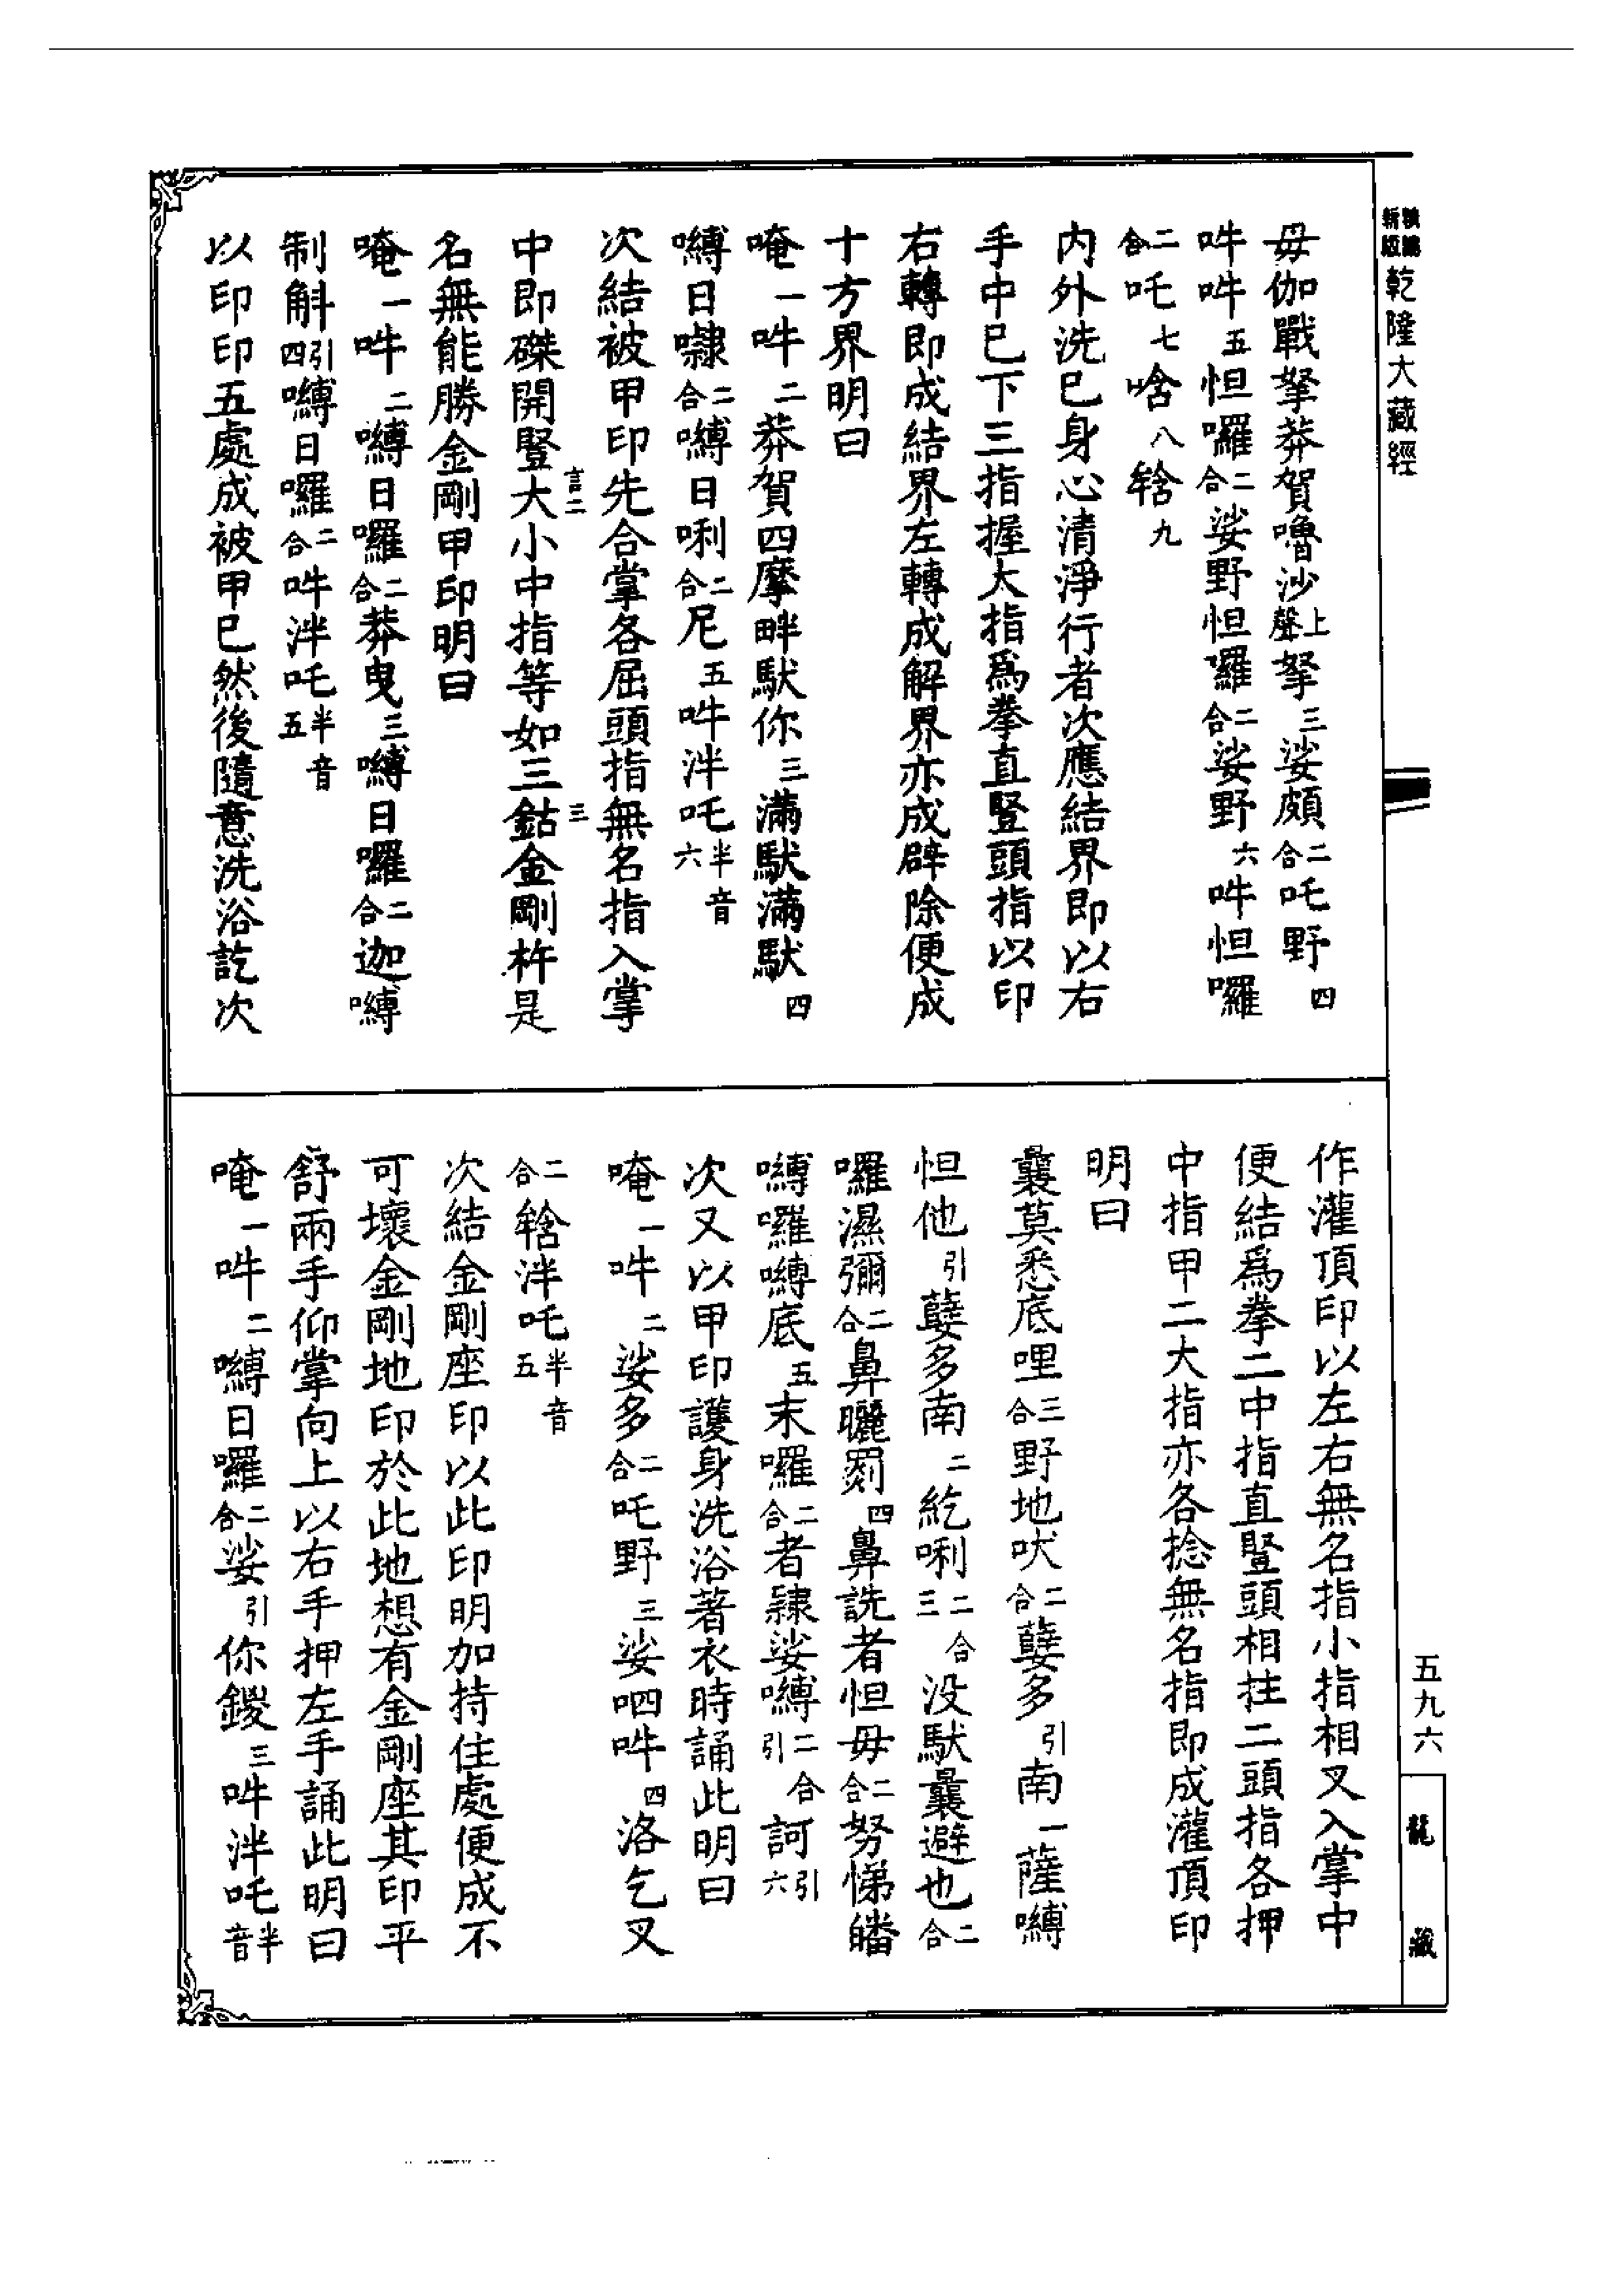 新編縮版
乾隆大藏經
毋伽戰拏莽賀嚕沙上聲拏三娑頗二合吒野四
吽吽五怛囉二合娑野怛囉二合娑野六吽怛囉
二合吒七唅八牯九
內外洗巳身心清淨行者次應結界即以右
手中巳下三指握大指爲拳直豎頭指以印
右轉即成結界左轉成解界亦成辟除便成
十方界明曰
唵一吽二莽賀四摩畔馱你三滿馱滿馱四
嚩日囇二合嚩日唎二合尼五吽泮吒半音六
次結被甲印先合掌各屈頭指無名指入掌
中即磔開豎大小中指等如三鈷金剛杵是
言二
三
名無能勝金剛甲印明曰
唵一吽二嚩日囉二合莽曳三嚩日囉二合迦嚩
制斛引四嚩日囉二合吽泮吒半音五
以印印五處成被甲巳然後隨意洗浴訖次
作灌頂印以左右無名指小指相叉入掌中
便結爲拳二中指直豎頭相拄二頭指各押
中指甲二大指亦各捻無名指即成灌頂印
明曰
曩莫悉底哩三合野地吠二合孽多引南一薩嚩
怛他引孽多南二紇唎二合三没馱曩避也二合
囉濕彌二合鼻曬罽四鼻詵者怛毋二合努悌皤
嚩囉嚩底五末囉二合者隸娑嚩二合引訶引六
次又以甲印護身洗浴著衣時誦此明曰
唵一吽二娑多二合吒野三娑呬吽四洛乞叉
二合牯泮吒半音五
次結金剛座印以此印明加持住處便成不
可壞金剛地印於此地想有金剛座其印平
舒兩手仰掌向上以右手押左手誦此明曰
唵一吽二嚩日囉二合娑引你鑁三吽泮吒半音
五九六
龍藏